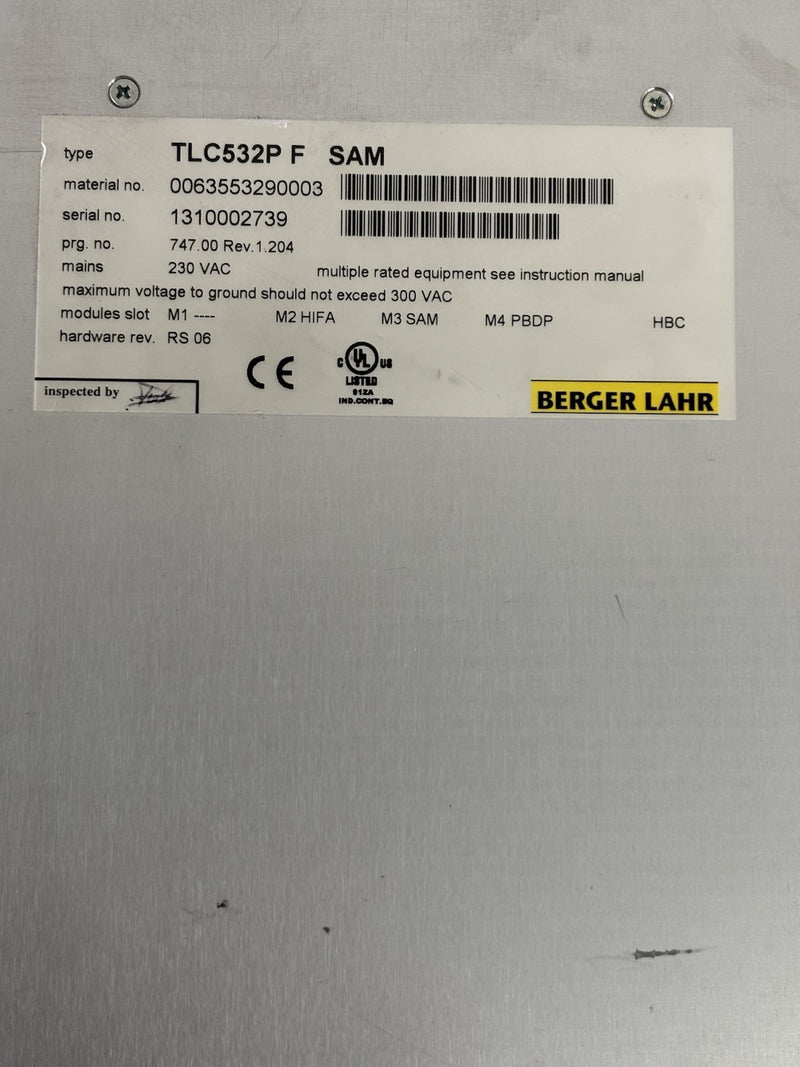 type TLC532P F SAM
material no. 0063553290003
serial no. 1310002739
prg. no. 747.00 Rev.1.204
mains 230 VAC multiple rated equipment see instruction manual
maximum voltage to ground should not exceed 300 VAC
modules slot M1 ---- M2 HIFA M3 SAM M4 PBDP HBC
hardware rev. RS 06
CE
C UL US
LISTED
81ZA
IND.CONT.EQ
inspected by
BERGER LAHR